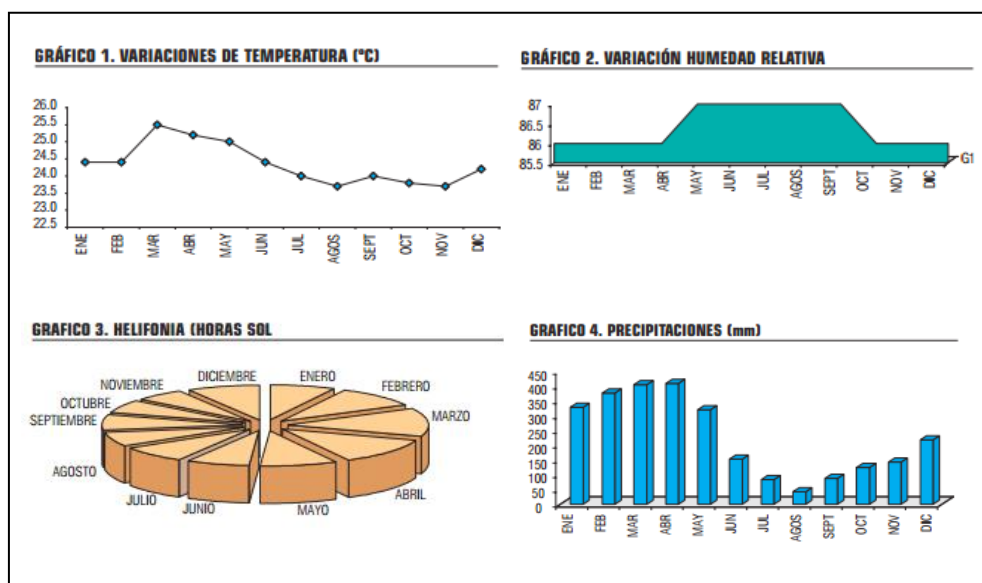 GRÁFICO 1. VARIACIONES DE TEMPERATURA (ºC)
26.0
25.5
25.0
24.5
24.0
23.5
23.0
22.5
ENE FEB MAR ABR MAY JUN JUL AGOS SEPT OCT NOV DIC
GRÁFICO 2. VARIACIÓN HUMEDAD RELATIVA
87
86.5
86
85.5
G1
ENE FEB MAR ABR MAY JUN JUL AGOS SEPT OCT NOV DIC
GRAFICO 3. HELIFONIA (HORAS SOL
DICIEMBRE ENERO
NOVIEMBRE FEBRERO
OCTUBRE MARZO
SEPTIEMBRE
AGOSTO ABRIL
JULIO JUNIO MAYO
GRAFICO 4. PRECIPITACIONES (mm)
450
400
350
300
250
200
150
100
50
0
ENE FEB MAR ABR MAY JUN JUL AGOS SEPT OCT NOV DIC